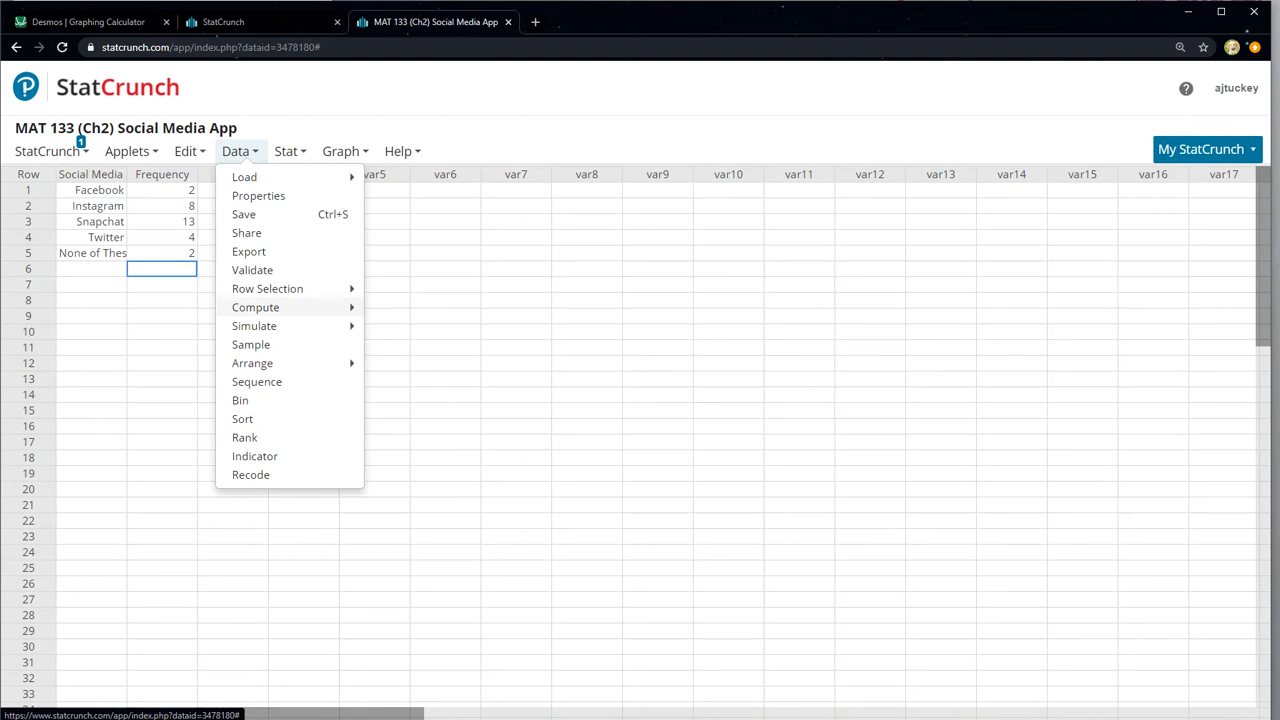 Desmos | Graphing Calculator
StatCrunch
MAT 133 (Ch2) Social Media App
statcrunch.com/app/index.php?dataid=3478180#
P
StatCrunch
ajtuckey
MAT 133 (Ch2) Social Media App
StatCrunch 1 Applets Edit Data Stat Graph Help
My StatCrunch
Row Social Media Frequency var5 var6 var7 var8 var9 var10 var11 var12 var13 var14 var15 var16 var17
1 Facebook 2
2 Instagram 8
3 Snapchat 13
4 Twitter 4
5 None of Thes 2
6
7
8
9
10
11
12
13
14
15
16
17
18
19
20
21
22
23
24
25
26
27
28
29
30
31
32
33
Load
Properties
Save Ctrl+S
Share
Export
Validate
Row Selection
Compute
Simulate
Sample
Arrange
Sequence
Bin
Sort
Rank
Indicator
Recode
https://www.statcrunch.com/app/index.php?dataid=3478180#